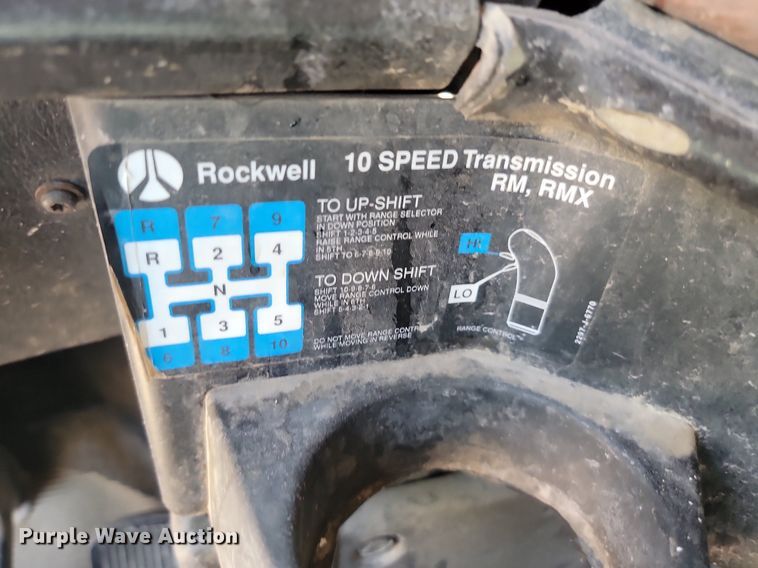 Rockwell 10 SPEED Transmission
RM, RMX
R 7 9
R 2 4
N
1 3 5
6 8 10
TO UP-SHIFT
START WITH RANGE SELECTOR
IN DOWN POSITION
SHIFT 1-2-3-4-5
RAISE RANGE CONTROL WHILE
IN 5TH
SHIFT TO 6-7-8-9-10
TO DOWN SHIFT
SHIFT 10-9-8-7-6
MOVE RANGE CONTROL DOWN
WHILE IN 6TH
SHIFT 5-4-3-2-1
DO NOT MOVE RANGE CONTROL
WHILE MOVING IN REVERSE
HI
LO
RANGE CONTROL
Purple Wave Auction